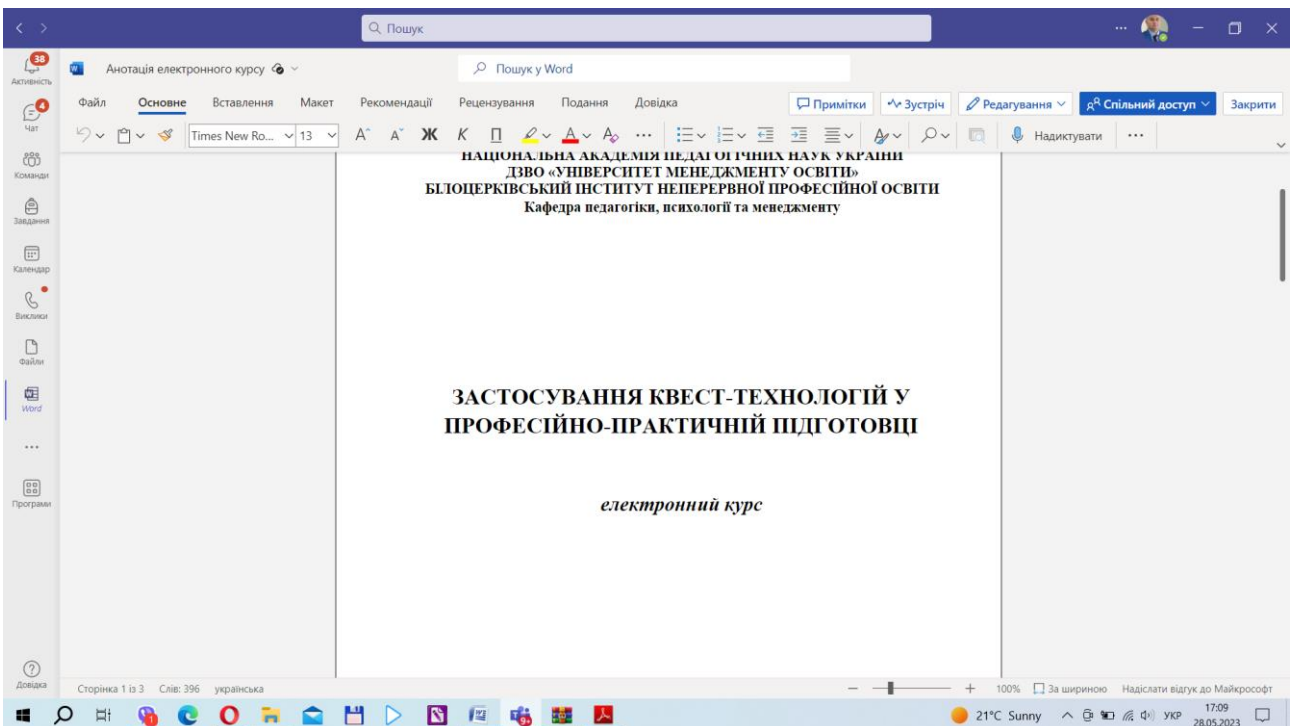 Пошук
38
Активність
Анотація електронного курсу
Пошук у Word
4
Чат
Файл Основне Вставлення Макет Рекомендації Рецензування Подання Довідка Примітки Зустріч Редагування Спільний доступ Закрити
Times New Ro... 13 Ж К П Надиктувати
Команди
Завдання
Календар
Виклики
Файли
Word
Програми
Довідка
НАЦІОНАЛЬНА АКАДЕМІЯ ПЕДАГОГІЧНИХ НАУК УКРАЇНИ
ДЗВО «УНІВЕРСИТЕТ МЕНЕДЖМЕНТУ ОСВІТИ»
БІЛОЦЕРКІВСЬКИЙ ІНСТИТУТ НЕПЕРЕРВНОЇ ПРОФЕСІЙНОЇ ОСВІТИ
Кафедра педагогіки, психології та менеджменту
ЗАСТОСУВАННЯ КВЕСТ-ТЕХНОЛОГІЙ У
ПРОФЕСІЙНО-ПРАКТИЧНІЙ ПІДГОТОВЦІ
електронний курс
Сторінка 1 із 3 Слів: 396 українська 100% За шириною Надіслати відгук до Майкрософт
21°C Sunny УКР 17:09
28.05.2023